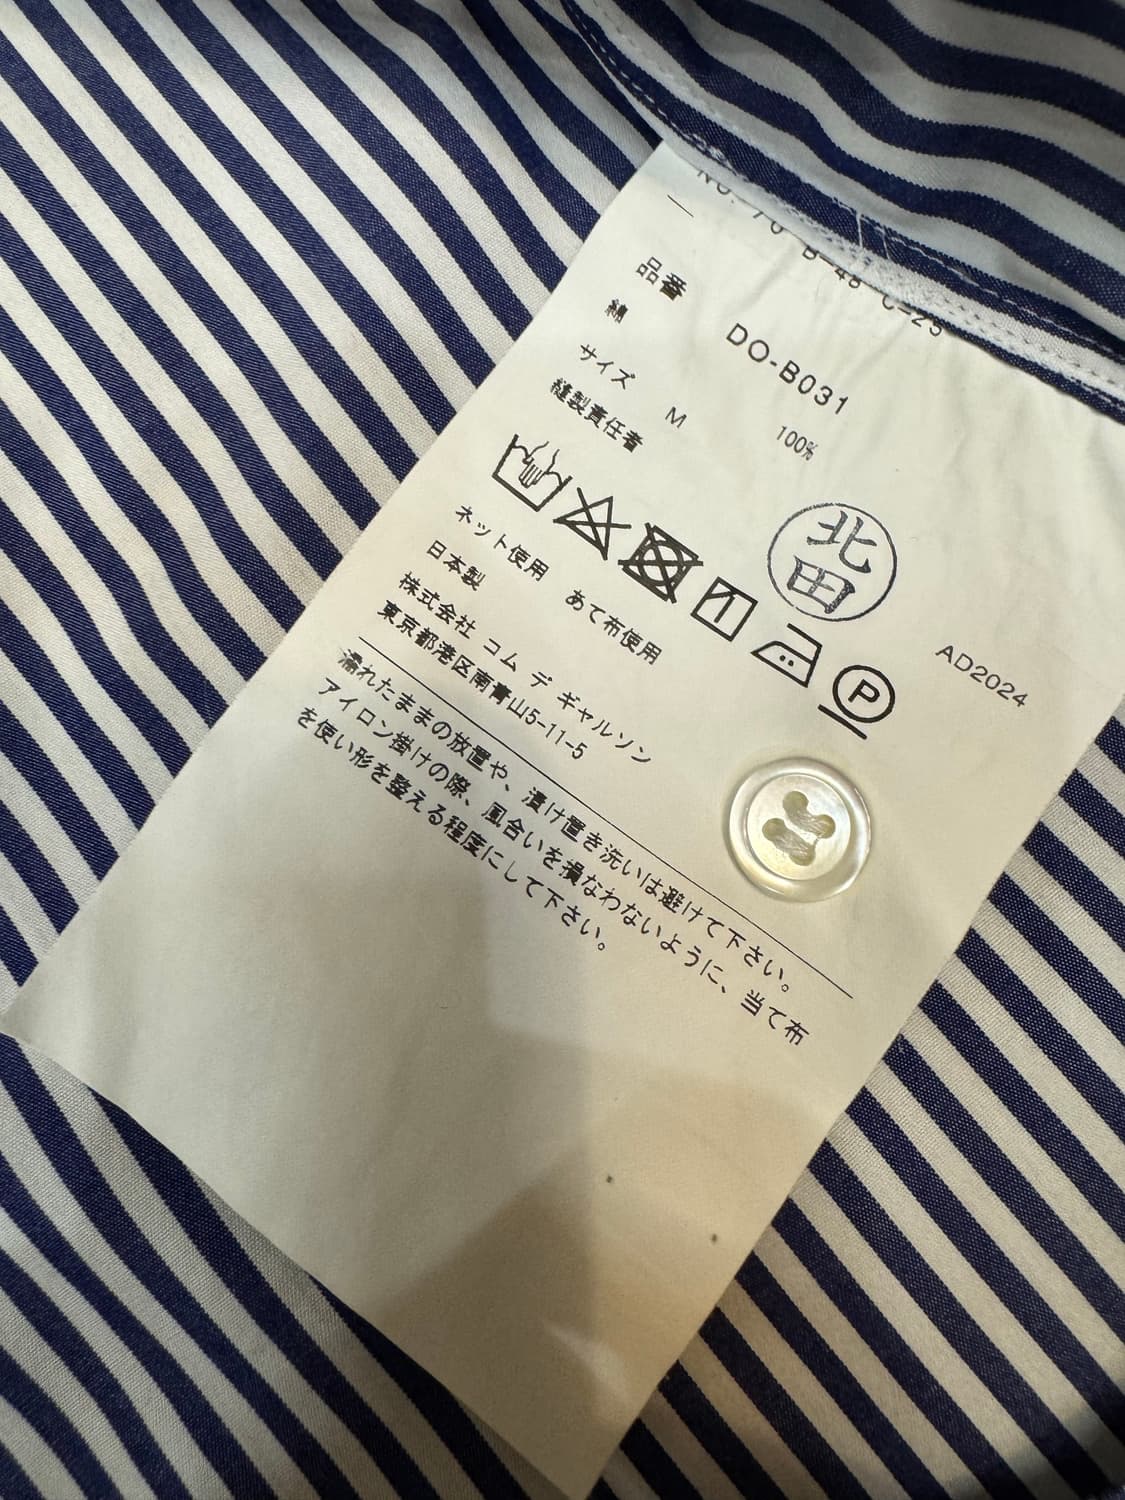 NO. 70 B-48 C-25
品番 DO-B031
綿 100%
サイズ M
縫製責任者 北田
AD2024
P
ネット使用 あて布使用
日本製
株式会社 コム デ ギャルソン
東京都港区南青山5-11-5
濡れたままの放置や、漬け置き洗いは避けて下さい。
アイロン掛けの際、風合いを損なわないように、当て布
を使い形を整える程度にして下さい。